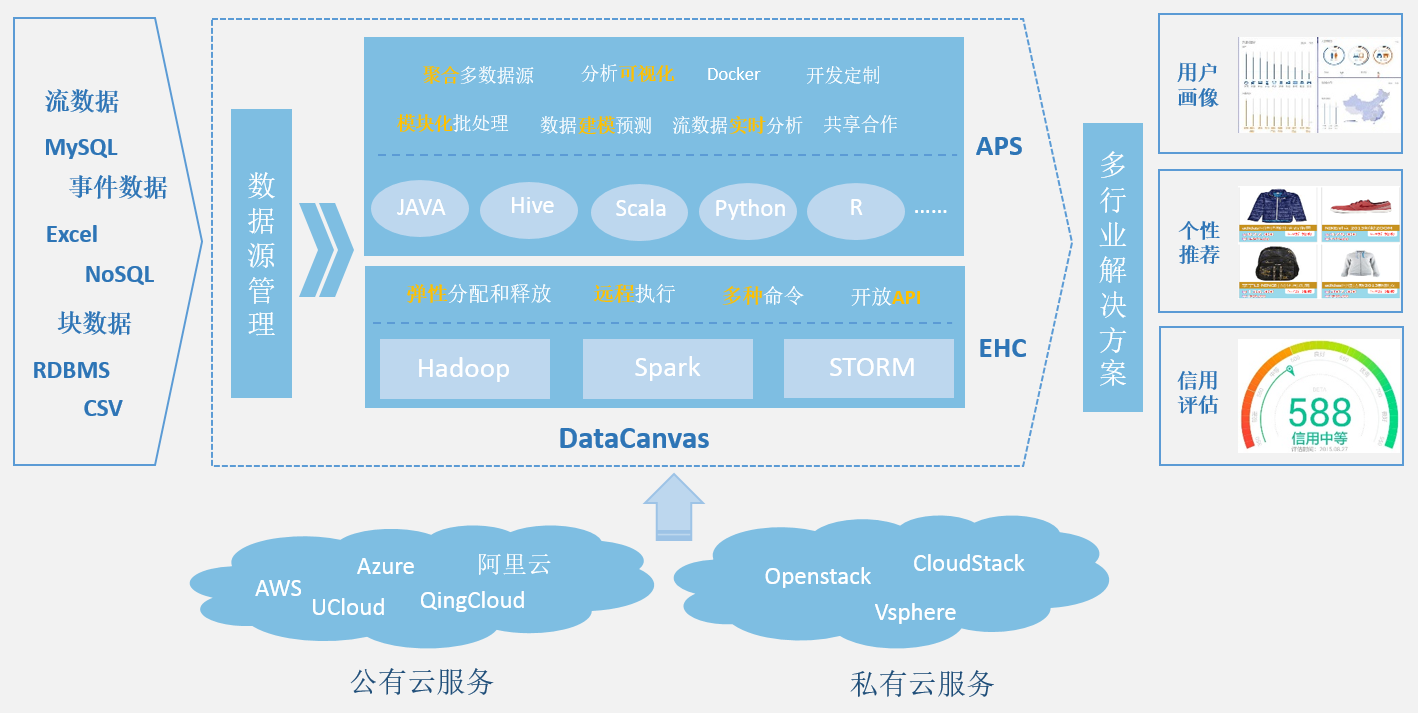 流数据
MySQL
事件数据
Excel
NoSQL
块数据
RDBMS
CSV
数据源管理
聚合多数据源
分析可视化
Docker
开发定制
模块化批处理
数据建模预测
流数据实时分析
共享合作
APS
JAVA
Hive
Scala
Python
R
……
弹性分配和释放
远程执行
多种命令
开放API
EHC
Hadoop
Spark
STORM
DataCanvas
多行业解决方案
用户
画像
个性
推荐
信用
评估
588
信用中等
AWS
Azure
阿里云
UCloud
QingCloud
公有云服务
Openstack
CloudStack
Vsphere
私有云服务